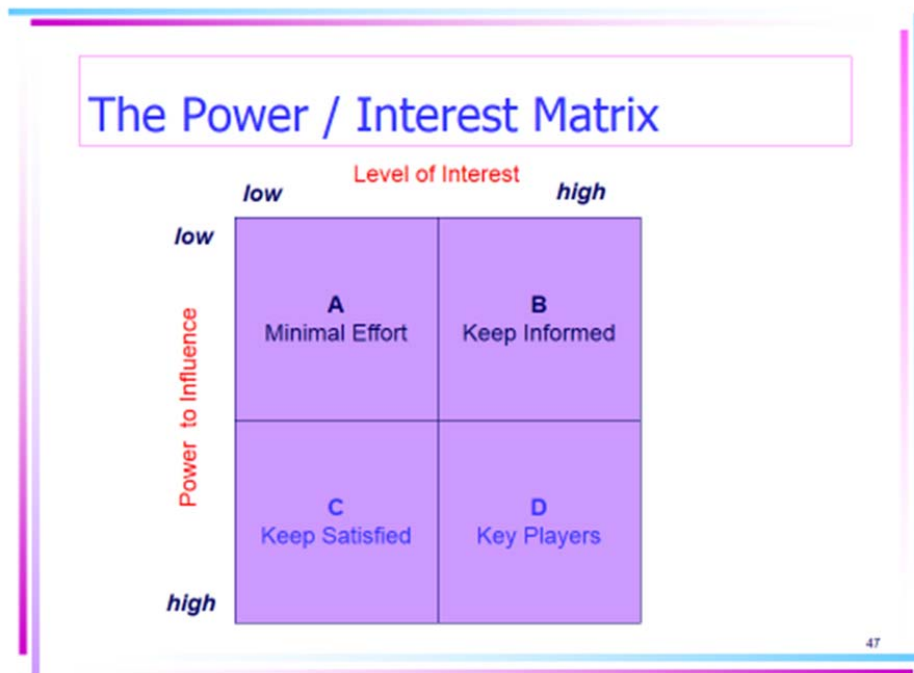 The Power / Interest Matrix
Level of Interest
low high
low
Power to Influence
A
Minimal Effort
B
Keep Informed
C
Keep Satisfied
D
Key Players
high
47